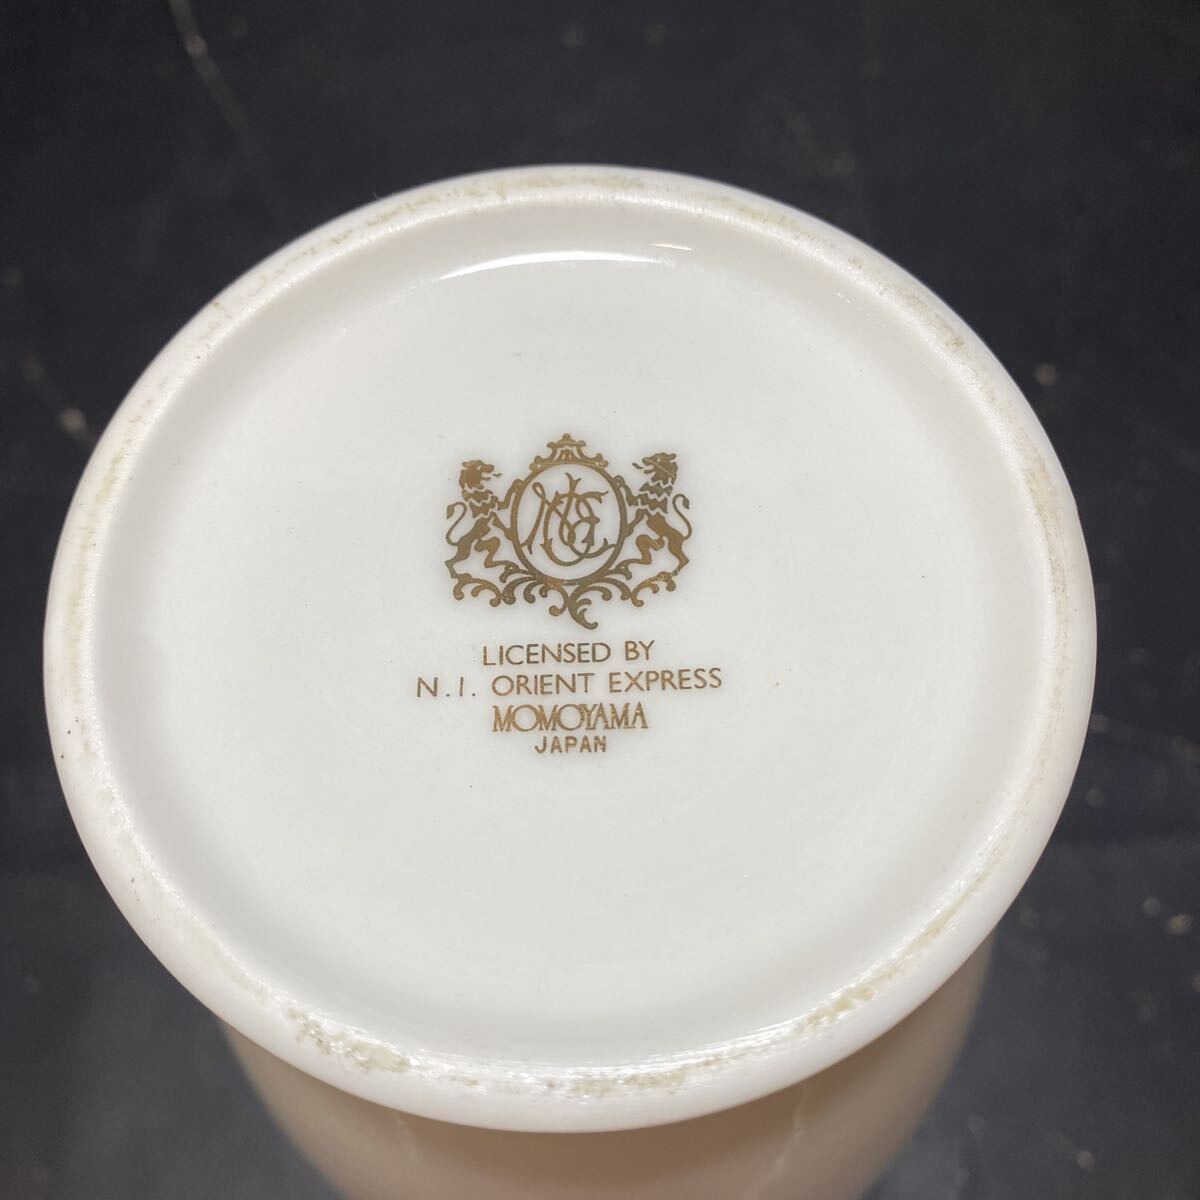 LICENSED BY
N.I. ORIENT EXPRESS
MOMOYAMA
JAPAN